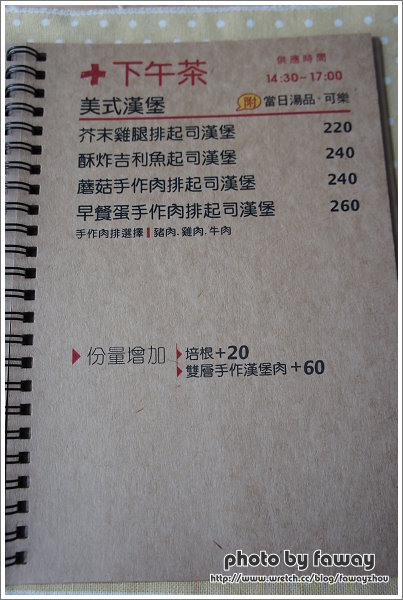 +下午茶
供應時間
14:30~17:00
美式漢堡
附 當日湯品·可樂
芥末雞腿排起司漢堡 220
酥炸吉利魚起司漢堡 240
蘑菇手作肉排起司漢堡 240
早餐蛋手作肉排起司漢堡 260
手作肉排選擇 | 豬肉.雞肉.牛肉
份量增加
培根+20
雙層手作漢堡肉+60
photo by faway
http://www.wretch.cc/blog/fawayzhou